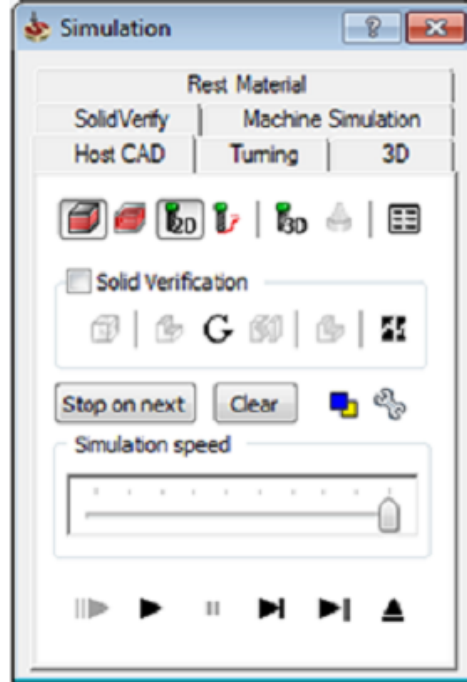 Simulation
Rest Material
SolidVerify Machine Simulation
Host CAD Turning 3D
2D 3D
Solid Verification
G
Stop on next Clear
Simulation speed